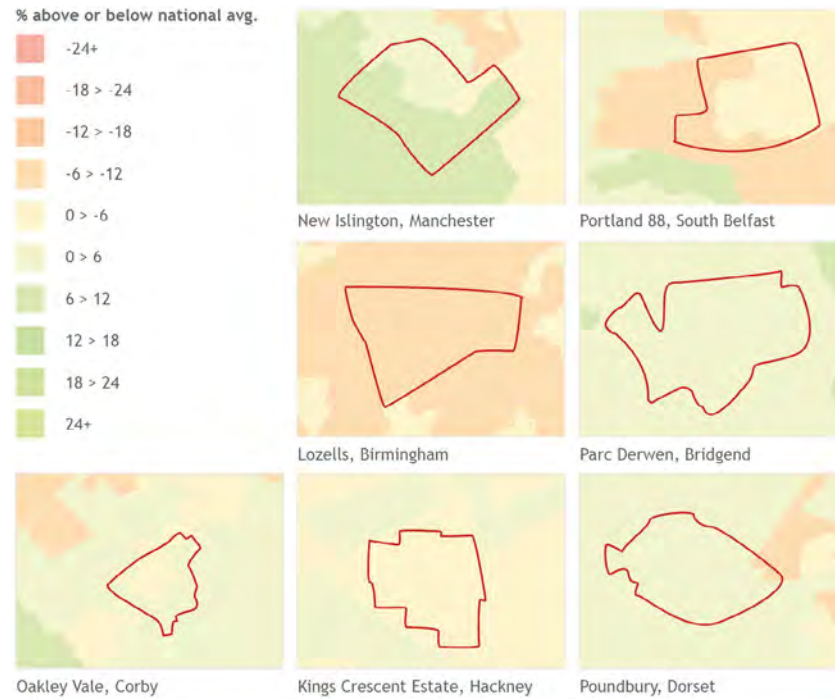 % above or below national avg.
-24+
-18 > -24
-12 > -18
-6 > -12
0 > -6
0 > 6
6 > 12
12 > 18
18 > 24
24+
New Islington, Manchester
Portland 88, South Belfast
Lozells, Birmingham
Parc Derwen, Bridgend
Oakley Vale, Corby
Kings Crescent Estate, Hackney
Poundbury, Dorset